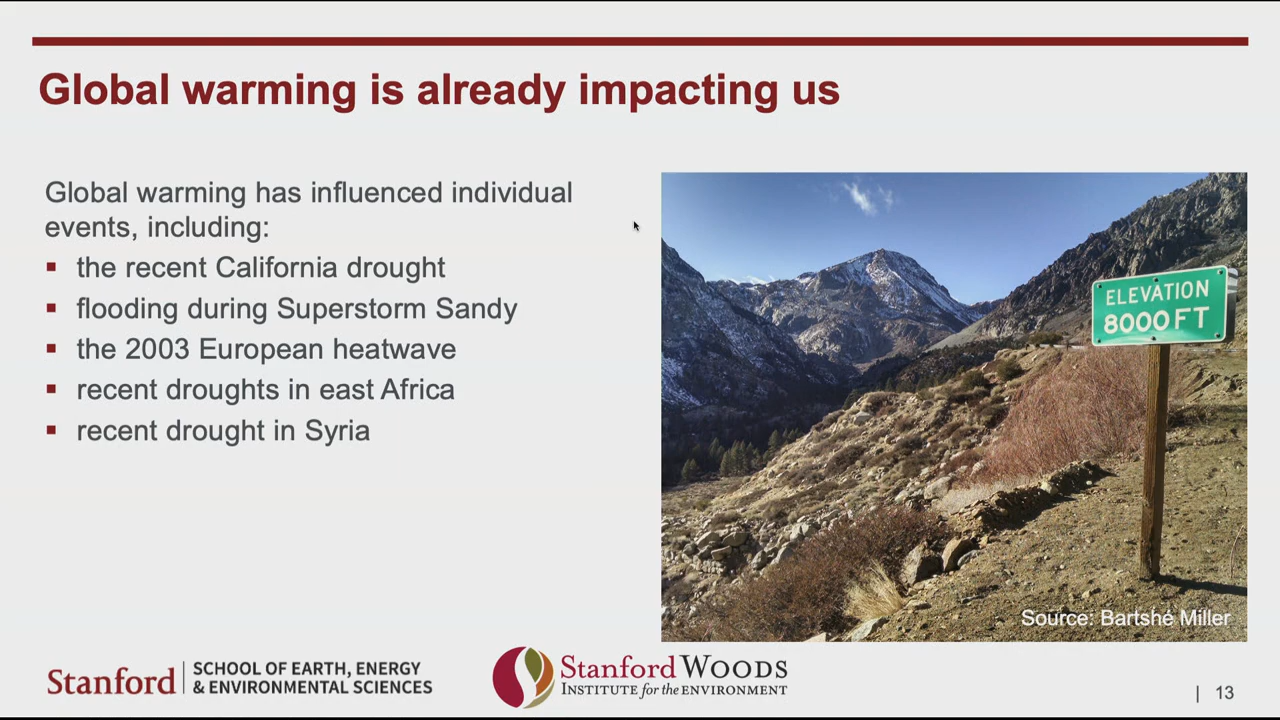 Global warming is already impacting us
Global warming has influenced individual
events, including:
▪ the recent California drought
▪ flooding during Superstorm Sandy
▪ the 2003 European heatwave
▪ recent droughts in east Africa
▪ recent drought in Syria
ELEVATION
8000 FT
Source: Bartshé Miller
Stanford | SCHOOL OF EARTH, ENERGY
& ENVIRONMENTAL SCIENCES
Stanford WOODS
INSTITUTE for the ENVIRONMENT
| 13